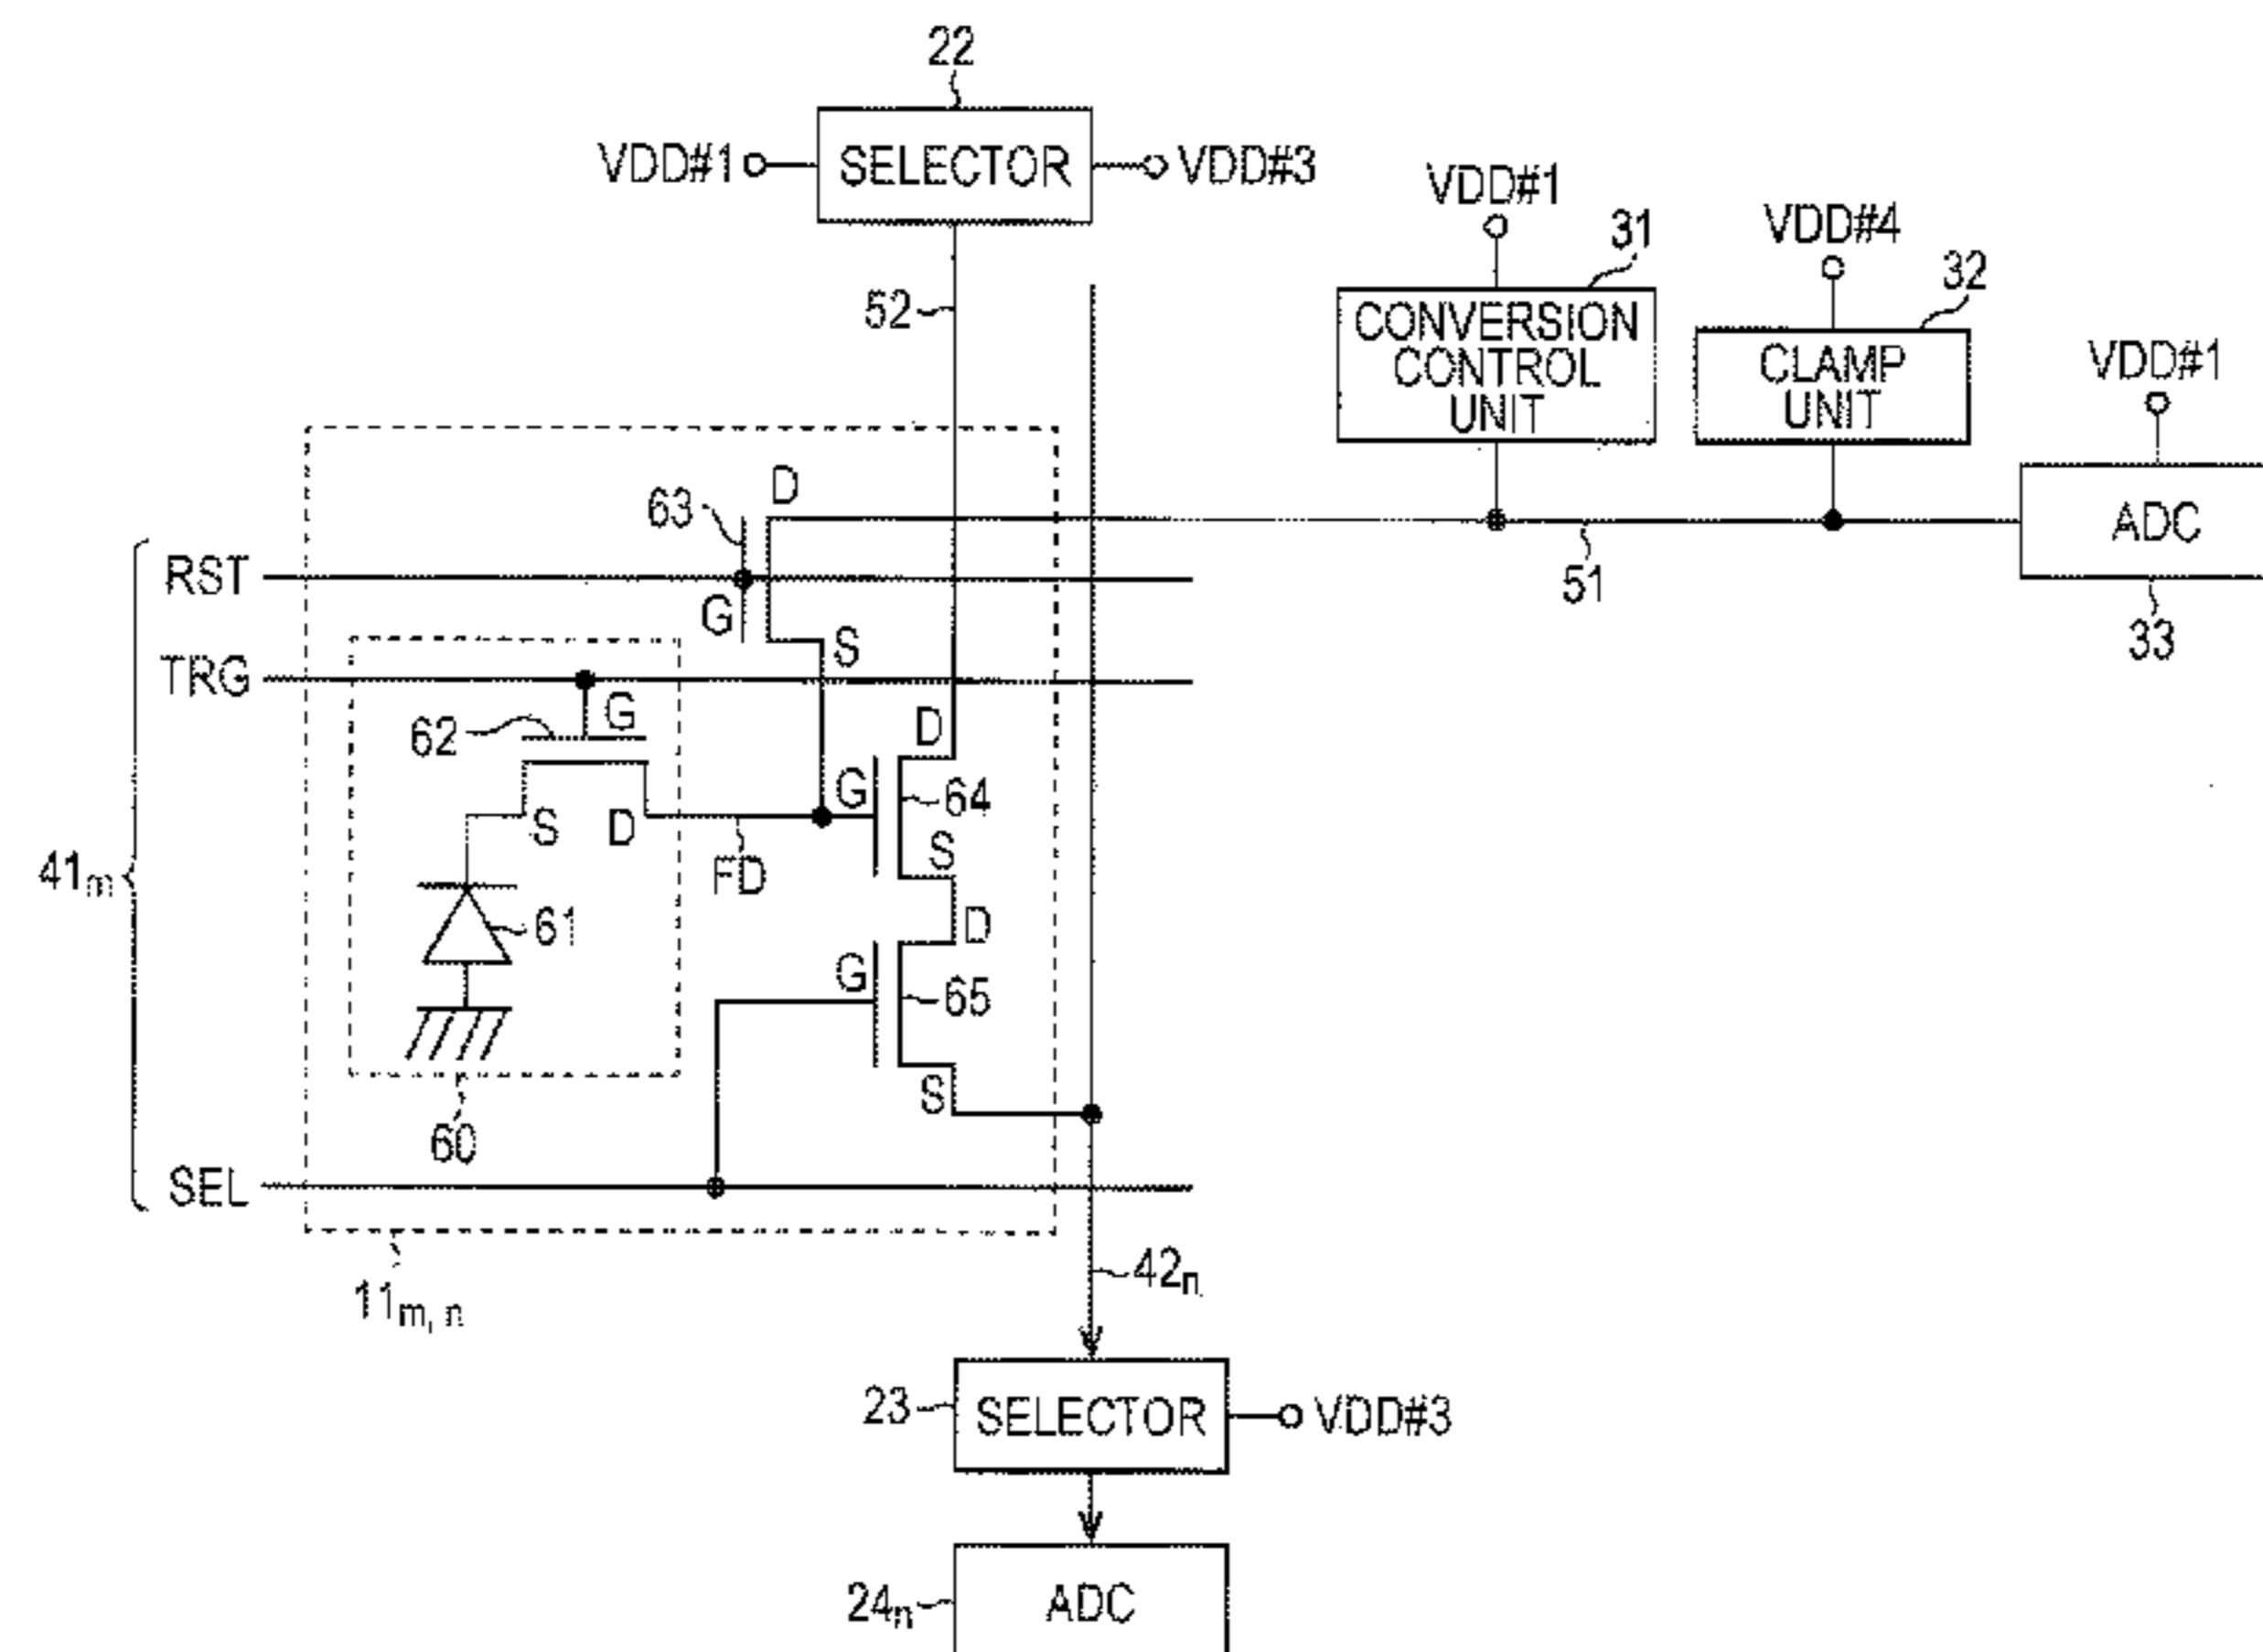 22
VDD#1
SELECTOR
VDD#3
VDD#1
31
VDD#4
32
52
CONVERSION
CONTROL
UNIT
CLAMP
UNIT
VDD#1
63
D
ADC
RST
51
G
S
33
TRG
G
62
D
G
64
S
D
S
41m
FD
D
61
G
65
S
60
SEL
42n
11m, n
23
SELECTOR
VDD#3
24n
ADC